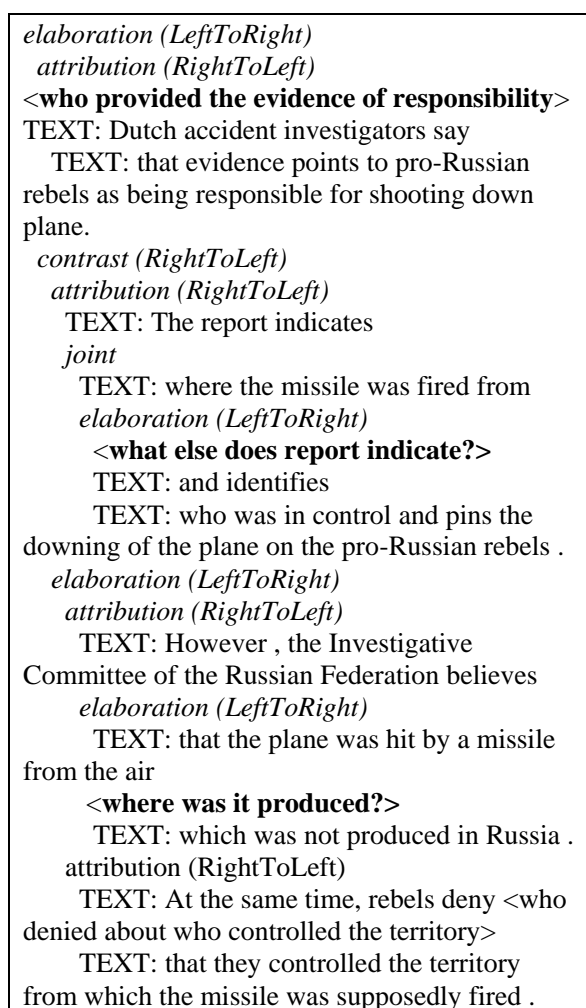 elaboration (LeftToRight)
attribution (RightToLeft)
<who provided the evidence of responsibility>
TEXT: Dutch accident investigators say
TEXT: that evidence points to pro-Russian
rebels as being responsible for shooting down
plane.
contrast (RightToLeft)
attribution (RightToLeft)
TEXT: The report indicates
joint
TEXT: where the missile was fired from
elaboration (LeftToRight)
<what else does report indicate?>
TEXT: and identifies
TEXT: who was in control and pins the
downing of the plane on the pro-Russian rebels .
elaboration (LeftToRight)
attribution (RightToLeft)
TEXT: However , the Investigative
Committee of the Russian Federation believes
elaboration (LeftToRight)
TEXT: that the plane was hit by a missile
from the air
<where was it produced?>
TEXT: which was not produced in Russia .
attribution (RightToLeft)
TEXT: At the same time, rebels deny <who
denied about who controlled the territory>
TEXT: that they controlled the territory
from which the missile was supposedly fired .